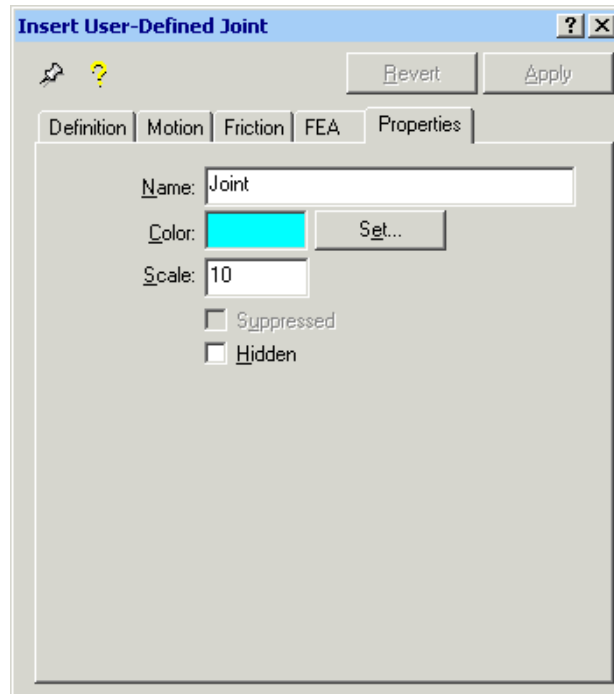 Insert User-Defined Joint ? X
? Revert Apply
Definition Motion Friction FEA Properties
Name: Joint
Color: Set...
Scale: 10
Suppressed
Hidden